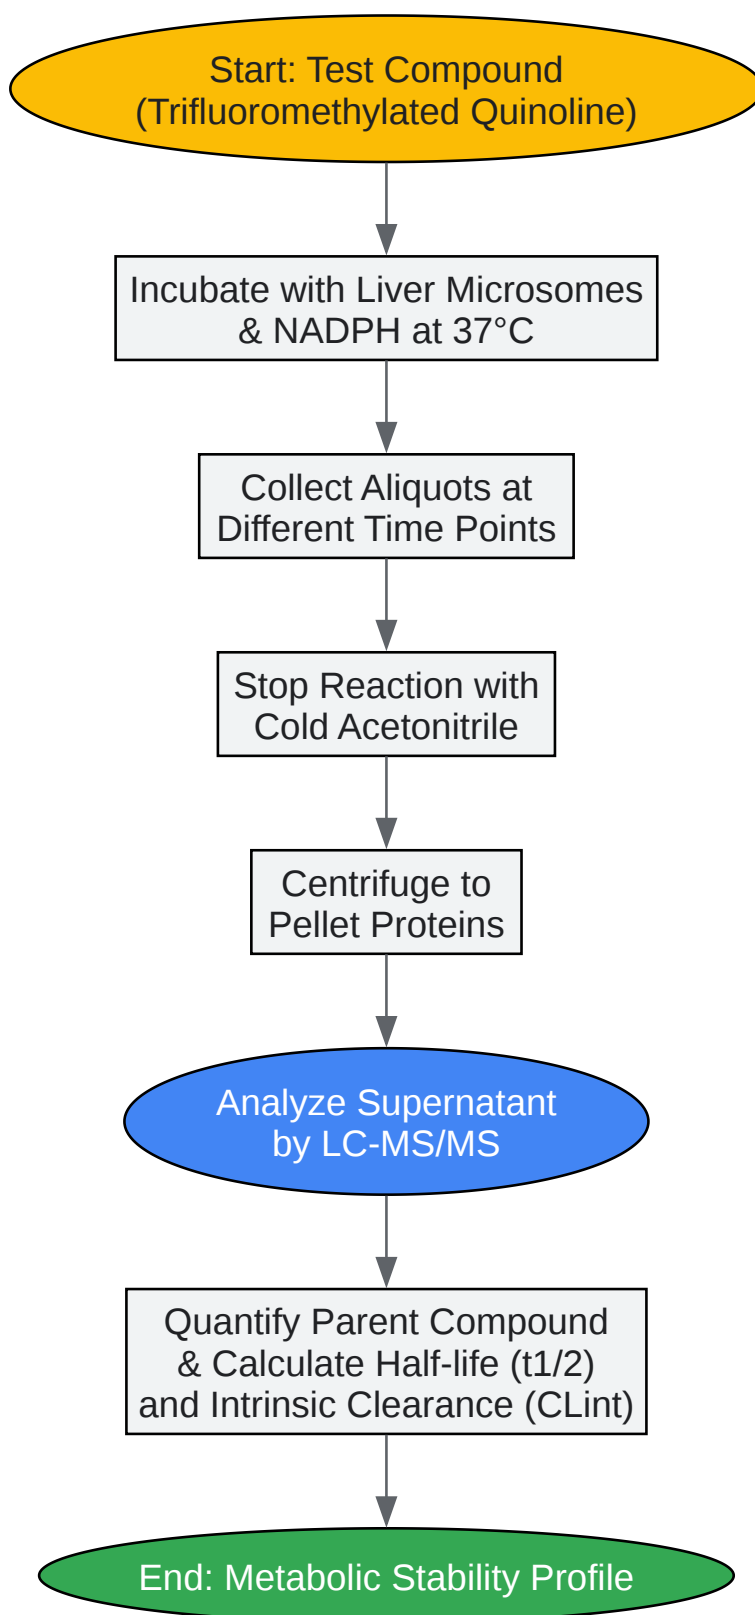 Start: Test Compound
(Trifluoromethylated Quinoline)
Incubate with Liver Microsomes
& NADPH at 37°C
Collect Aliquots at
Different Time Points
Stop Reaction with
Cold Acetonitrile
Centrifuge to
Pellet Proteins
Analyze Supernatant
by LC-MS/MS
Quantify Parent Compound
& Calculate Half-life (t1/2)
and Intrinsic Clearance (CLint)
End: Metabolic Stability Profile